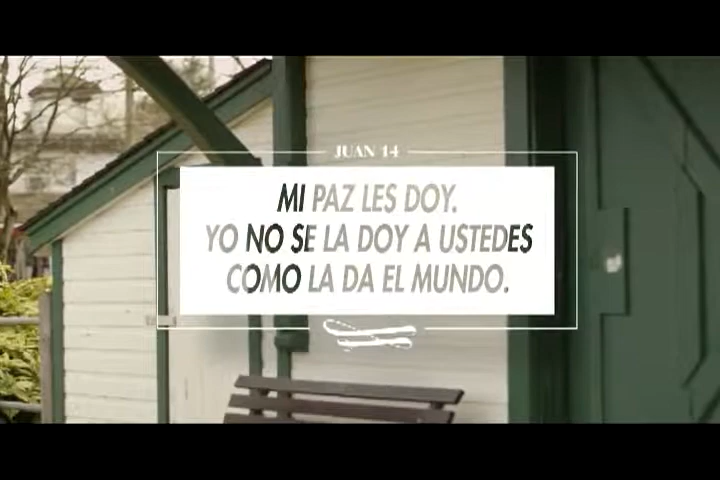 JUAN 14
MI PAZ LES DOY.
YO NO SE LA DOY A USTEDES
COMO LA DA EL MUNDO.